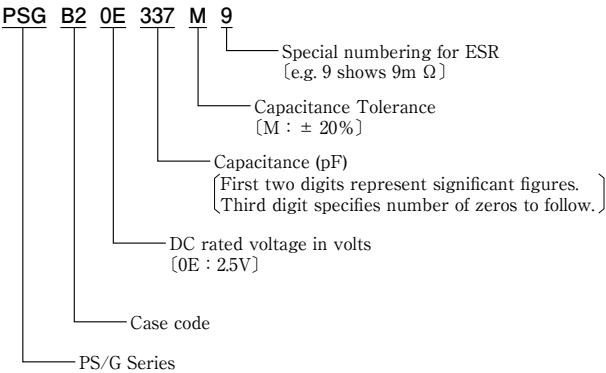 PSG B2 0E 337 M 9
Special numbering for ESR
〔e.g. 9 shows 9m Ω〕
Capacitance Tolerance
〔M : ± 20%〕
Capacitance (pF)
First two digits represent significant figures.
Third digit specifies number of zeros to follow.
DC rated voltage in volts
〔0E : 2.5V〕
Case code
PS/G Series